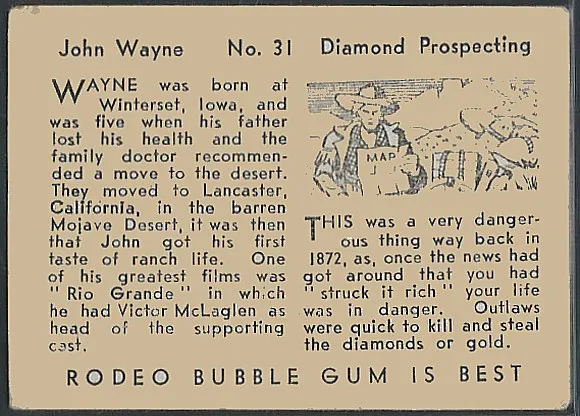 John Wayne No. 31 Diamond Prospecting
WAYNE was born at
Winterset, Iowa, and
was five when his father
lost his health and the
family doctor recommen-
ded a move to the desert.
They moved to Lancaster,
California, in the barren
Mojave Desert, it was then
that John got his first
taste of ranch life. One
of his greatest films was
"Rio Grande" in which
he had Victor McLaglen as
head of the supporting
cast.
MAP
THIS was a very danger-
ous thing way back in
1872, as, once the news had
got around that you had
"struck it rich" your life
was in danger. Outlaws
were quick to kill and steal
the diamonds or gold.
RODEO BUBBLE GUM IS BEST